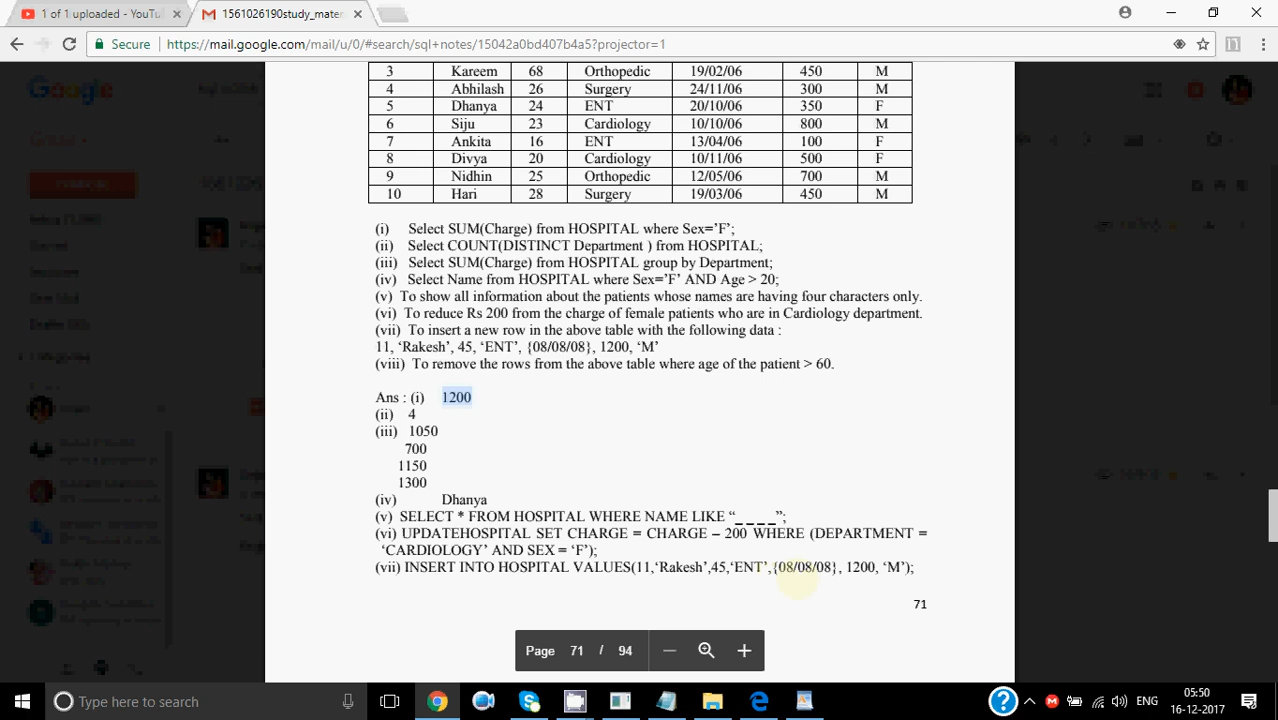 1 of 1 uploaded - YouTu
1561026190study_mate
Secure
https://mail.google.com/mail/u/0/#search/sql+notes/15042a0bd407b4a5?projector=1
Google
3 Kareem 68 Orthopedic 19/02/06 450 M
4 Abhilash 26 Surgery 24/11/06 300 M
5 Dhanya 24 ENT 20/10/06 350 F
6 Siju 23 Cardiology 10/10/06 800 M
7 Ankita 16 ENT 13/04/06 100 F
8 Divya 20 Cardiology 10/11/06 500 F
9 Nidhin 25 Orthopedic 12/05/06 700 M
10 Hari 28 Surgery 19/03/06 450 M
(i) Select SUM(Charge) from HOSPITAL where Sex=’F’;
(ii) Select COUNT(DISTINCT Department ) from HOSPITAL;
(iii) Select SUM(Charge) from HOSPITAL group by Department;
(iv) Select Name from HOSPITAL where Sex=’F’ AND Age > 20;
(v) To show all information about the patients whose names are having four characters only.
(vi) To reduce Rs 200 from the charge of female patients who are in Cardiology department.
(vii) To insert a new row in the above table with the following data :
11, ‘Rakesh’, 45, ‘ENT’, {08/08/08}, 1200, ‘M’
(viii) To remove the rows from the above table where age of the patient > 60.
Ans : (i) 1200
(ii) 4
(iii) 1050
700
1150
1300
(iv) Dhanya
(v) SELECT * FROM HOSPITAL WHERE NAME LIKE “_ _ _ _”;
(vi) UPDATEHOSPITAL SET CHARGE = CHARGE – 200 WHERE (DEPARTMENT =
‘CARDIOLOGY’ AND SEX = ‘F’);
(vii) INSERT INTO HOSPITAL VALUES(11,‘Rakesh’,45,‘ENT’,{08/08/08}, 1200, ‘M’);
71
Page 71 / 94
Type here to search
ENG
05:50
16-12-2017